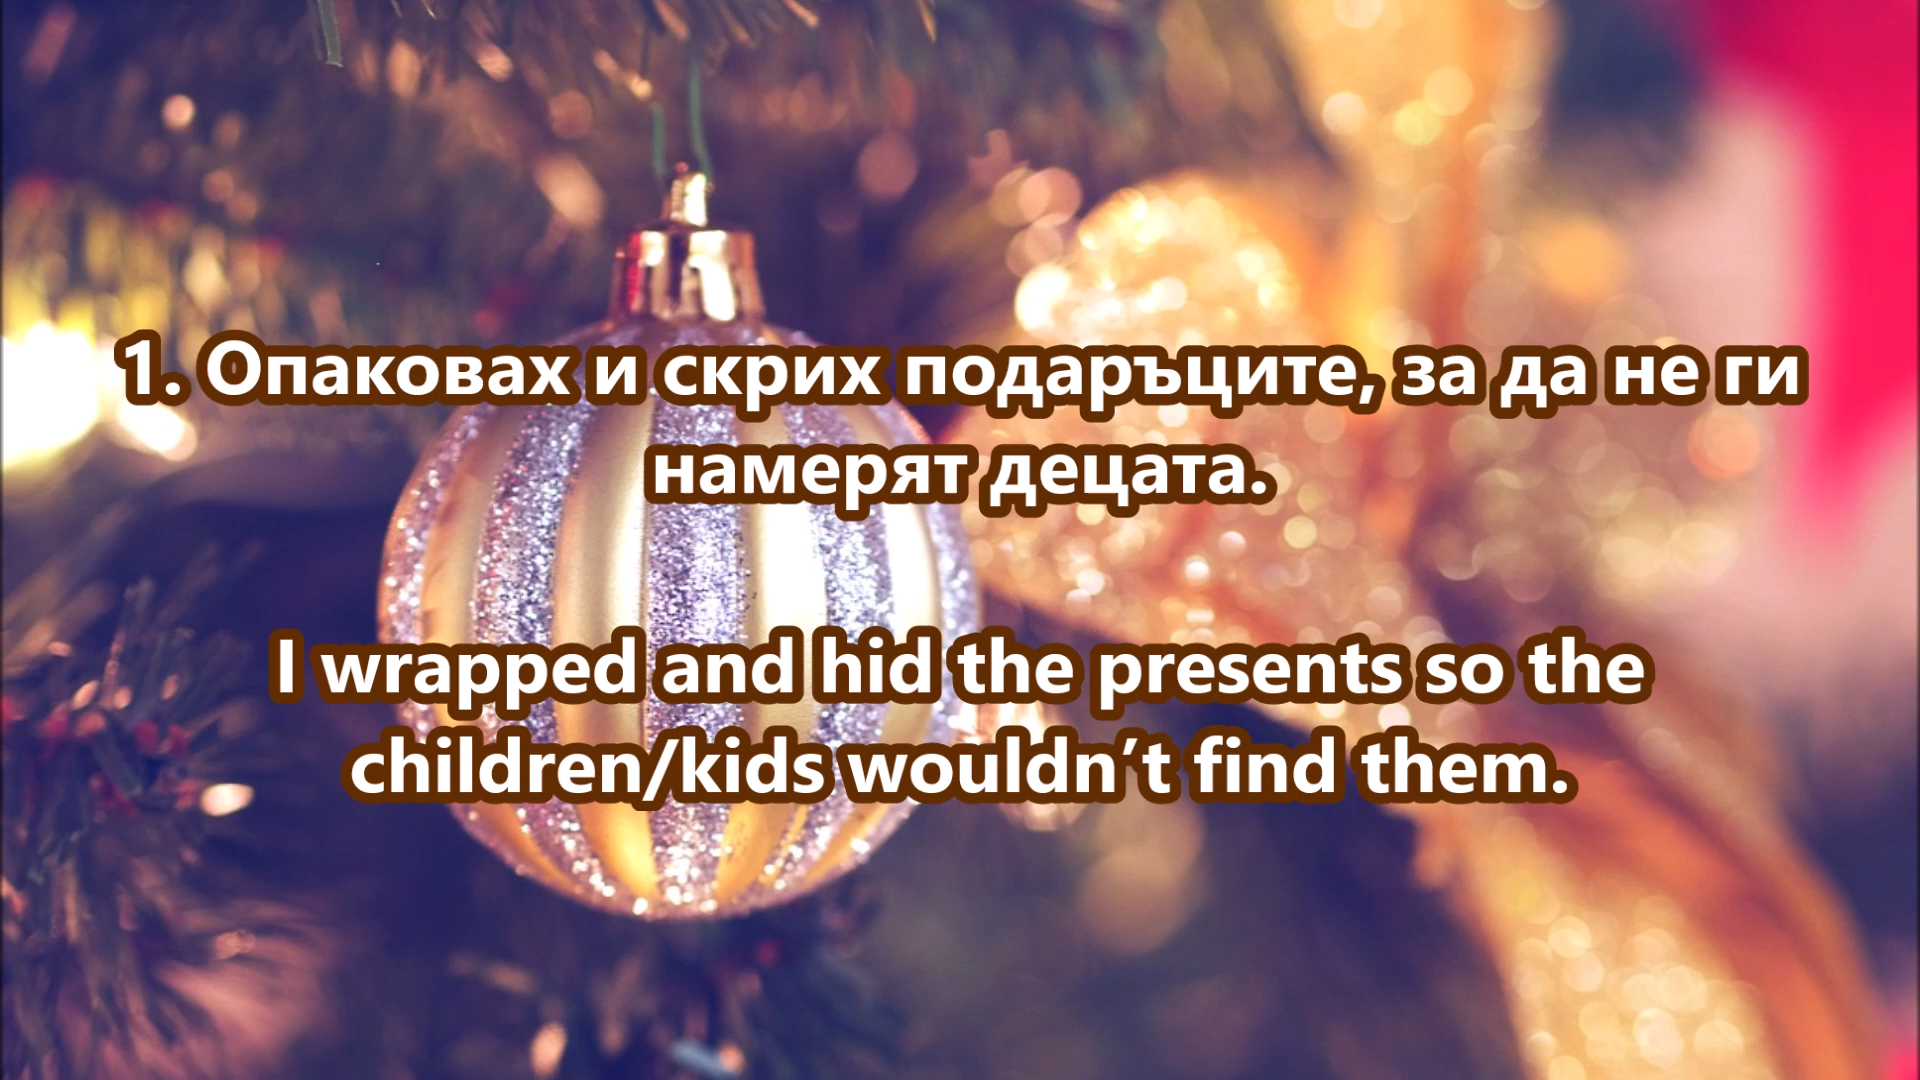 1. Опаковах и скрих подаръците, за да не ги
намерят децата.
I wrapped and hid the presents so the
children/kids wouldn’t find them.